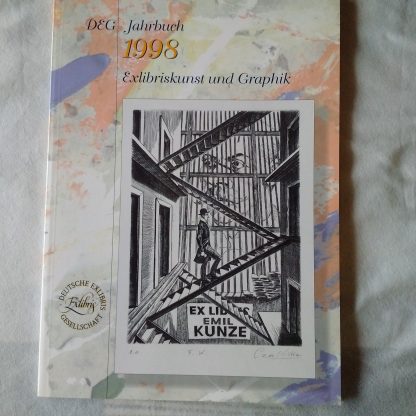 DEG Jahrbuch
1998
Exlibriskunst und Graphik
DEUTSCHE EXLIBRIS
Exlibris
GESELLSCHAFT
EX LIBRIS
EMIL
KUNZE